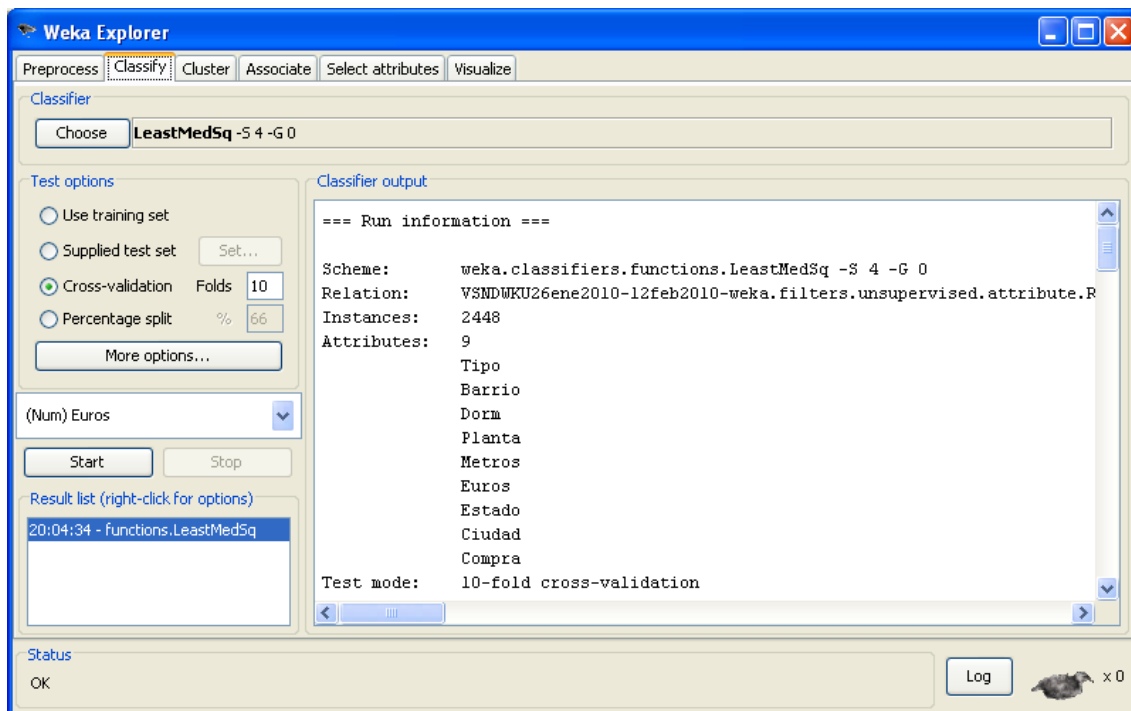 Weka Explorer
Preprocess Classify Cluster Associate Select attributes Visualize
Classifier
Choose LeastMedSq -S 4 -G 0
Test options
Use training set
Supplied test set Set...
Cross-validation Folds 10
Percentage split % 66
More options...
(Num) Euros
Start Stop
Result list (right-click for options)
20:04:34 - functions.LeastMedSq
Classifier output
=== Run information ===
Scheme: weka.classifiers.functions.LeastMedSq -S 4 -G 0
Relation: VSNDWKU26ene2010-12feb2010-weka.filters.unsupervised.attribute.R
Instances: 2448
Attributes: 9
Tipo
Barrio
Dorm
Planta
Metros
Euros
Estado
Ciudad
Compra
Test mode: 10-fold cross-validation
Status
OK
Log x 0